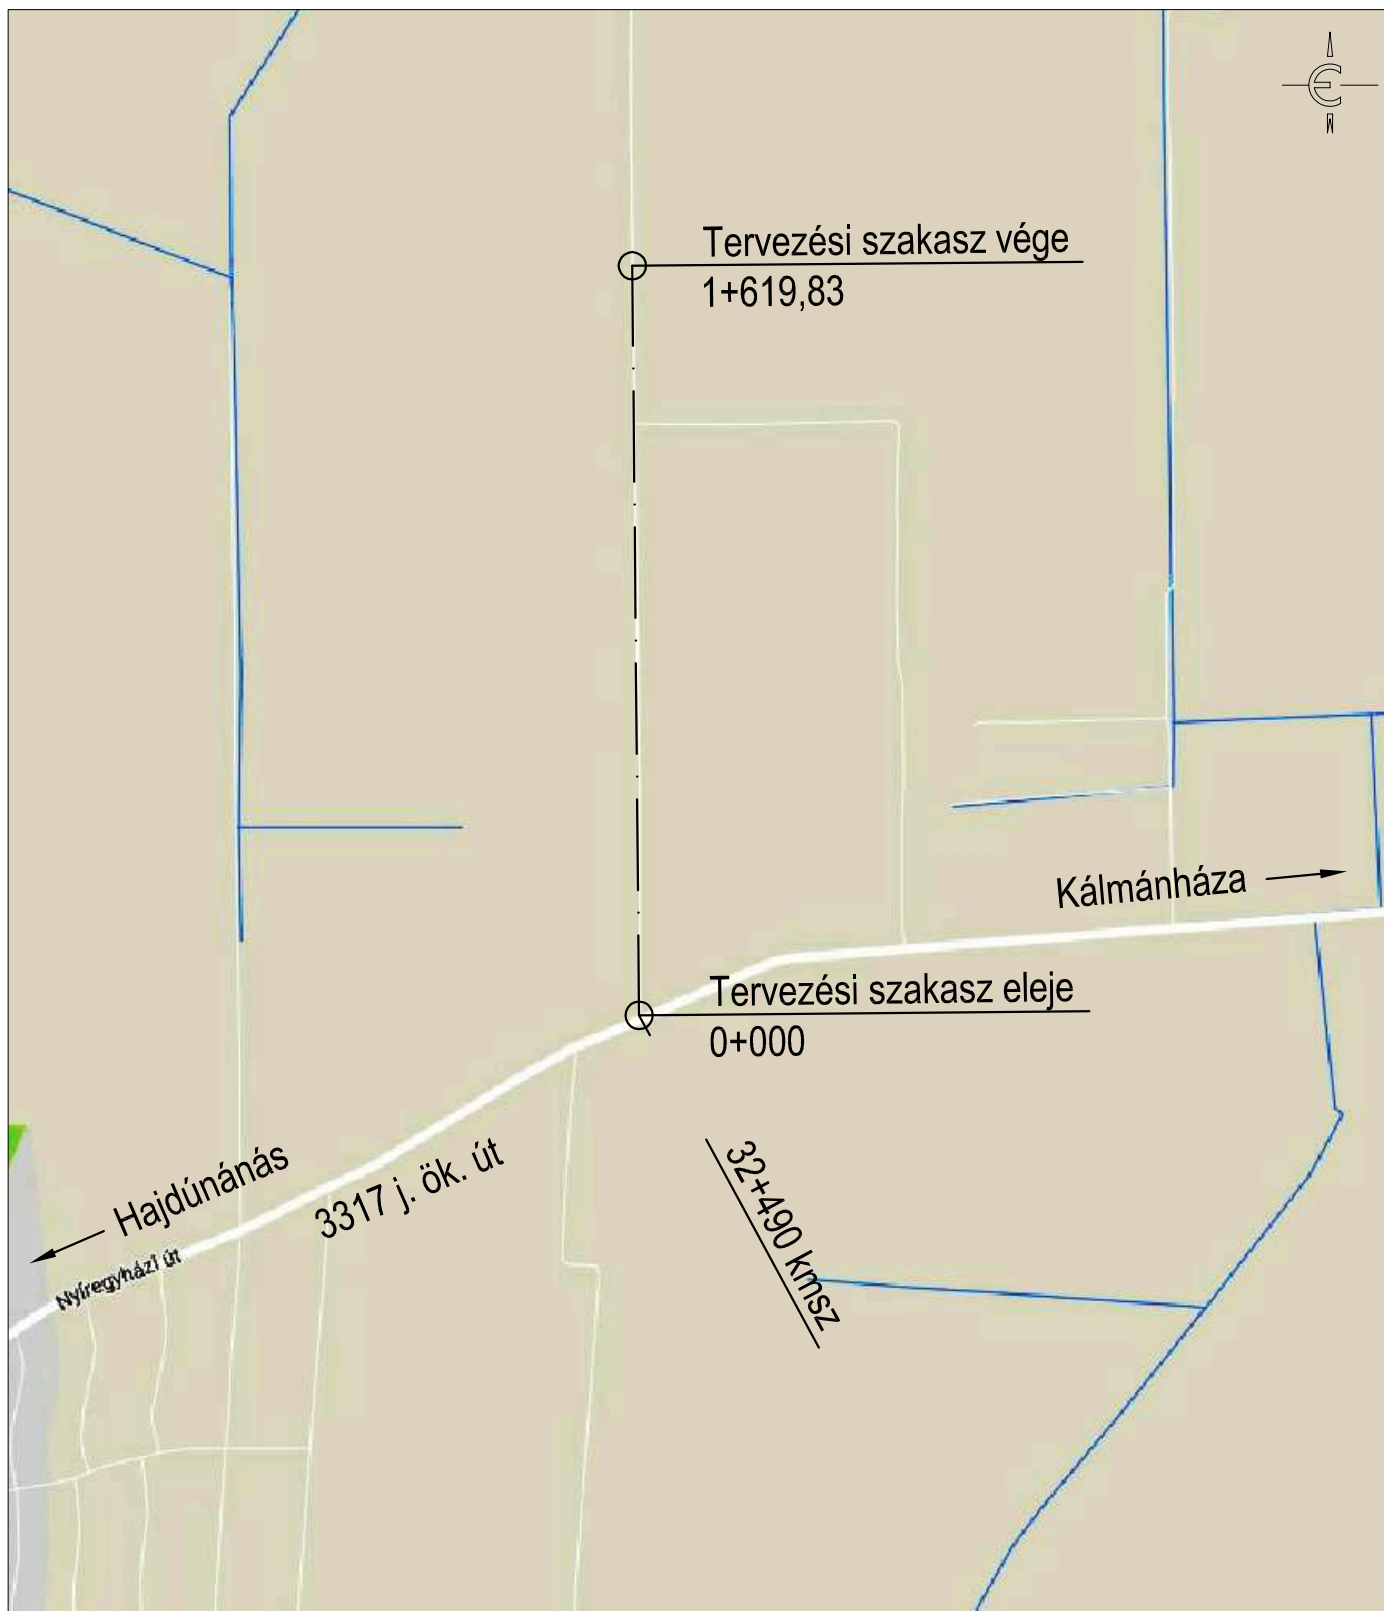 Tervezési szakasz vége
1+619,83
Kálmánháza
Tervezési szakasz eleje
0+000
Hajdúnánás
3317 j. ök. út
32+490 kmsz
Nyíregyházi út